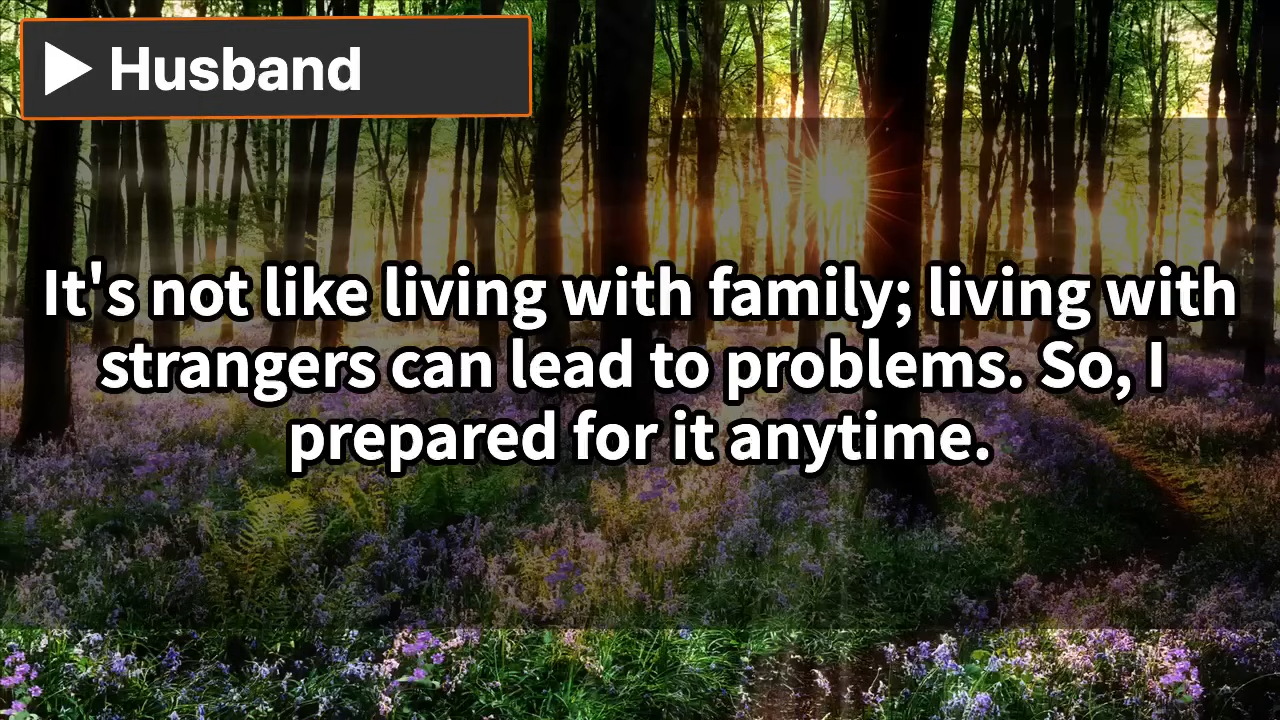 Husband
It's not like living with family; living with
strangers can lead to problems. So, I
prepared for it anytime.